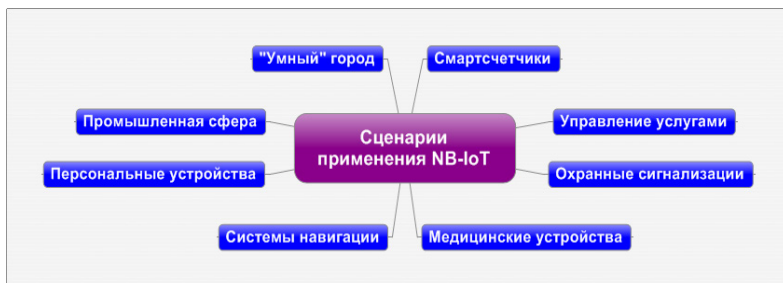 "Умный" город
Смартсчетчики
Промышленная сфера
Управление услугами
Сценарии
применения NB-IoT
Персональные устройства
Охранные сигнализации
Системы навигации
Медицинские устройства